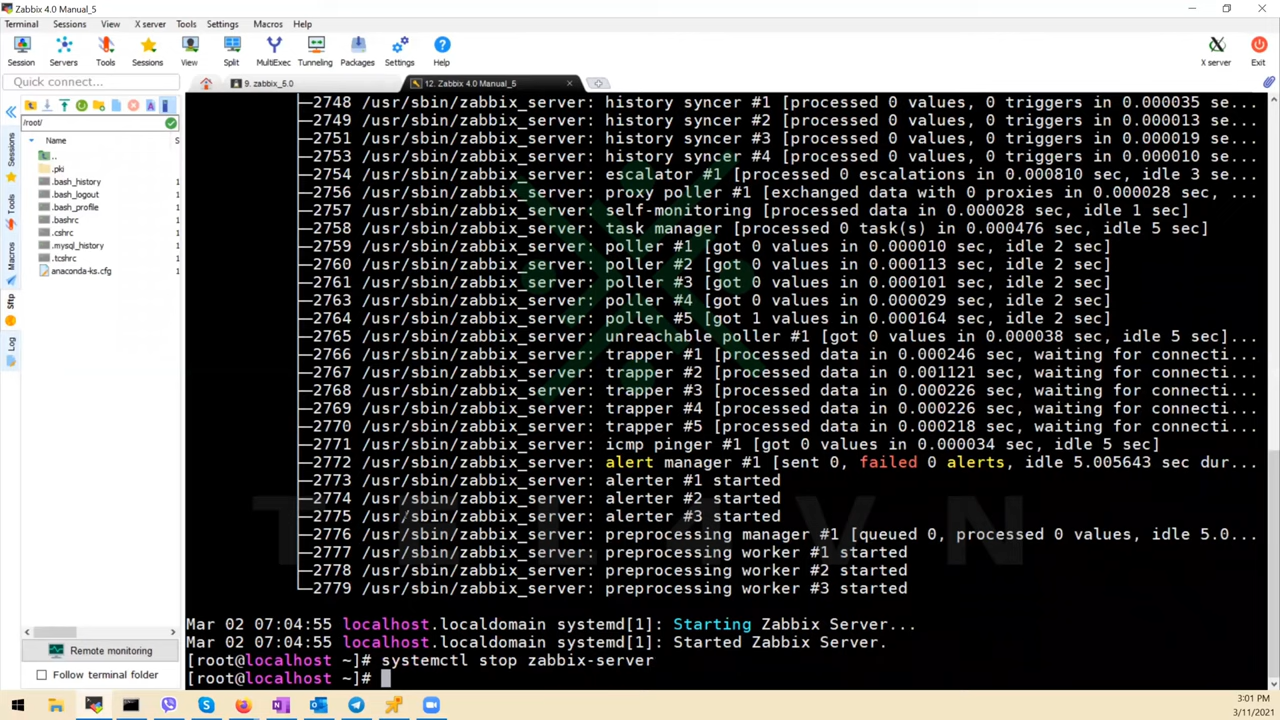 Zabbix 4.0 Manual_5
Terminal Sessions View X server Tools Settings Macros Help
Session Servers Tools Sessions View Split MultiExec Tunneling Packages Settings Help X server Exit
Quick connect...
9. zabbix_5.0
12. Zabbix 4.0 Manual_5
/root/
Name S
..
.pki
.bash_history 1
.bash_logout 1
.bash_profile 1
.bashrc 1
.cshrc 1
.mysql_history 1
.tcshrc 1
anaconda-ks.cfg 1
Sessions
Tools
Macros
Sftp
Log
Remote monitoring
Follow terminal folder
├─2748 /usr/sbin/zabbix_server: history syncer #1 [processed 0 values, 0 triggers in 0.000035 se...
├─2749 /usr/sbin/zabbix_server: history syncer #2 [processed 0 values, 0 triggers in 0.000013 se...
├─2751 /usr/sbin/zabbix_server: history syncer #3 [processed 0 values, 0 triggers in 0.000019 se...
├─2753 /usr/sbin/zabbix_server: history syncer #4 [processed 0 values, 0 triggers in 0.000010 se...
├─2754 /usr/sbin/zabbix_server: escalator #1 [processed 0 escalations in 0.000810 sec, idle 3 se...
├─2756 /usr/sbin/zabbix_server: proxy poller #1 [exchanged data with 0 proxies in 0.000028 sec, ...
├─2757 /usr/sbin/zabbix_server: self-monitoring [processed data in 0.000028 sec, idle 1 sec]
├─2758 /usr/sbin/zabbix_server: task manager [processed 0 task(s) in 0.000476 sec, idle 5 sec]
├─2759 /usr/sbin/zabbix_server: poller #1 [got 0 values in 0.000010 sec, idle 2 sec]
├─2760 /usr/sbin/zabbix_server: poller #2 [got 0 values in 0.000113 sec, idle 2 sec]
├─2761 /usr/sbin/zabbix_server: poller #3 [got 0 values in 0.000101 sec, idle 2 sec]
├─2763 /usr/sbin/zabbix_server: poller #4 [got 0 values in 0.000029 sec, idle 2 sec]
├─2764 /usr/sbin/zabbix_server: poller #5 [got 1 values in 0.000164 sec, idle 2 sec]
├─2765 /usr/sbin/zabbix_server: unreachable poller #1 [got 0 values in 0.000038 sec, idle 5 sec]...
├─2766 /usr/sbin/zabbix_server: trapper #1 [processed data in 0.000246 sec, waiting for connecti...
├─2767 /usr/sbin/zabbix_server: trapper #2 [processed data in 0.001121 sec, waiting for connecti...
├─2768 /usr/sbin/zabbix_server: trapper #3 [processed data in 0.000226 sec, waiting for connecti...
├─2769 /usr/sbin/zabbix_server: trapper #4 [processed data in 0.000226 sec, waiting for connecti...
├─2770 /usr/sbin/zabbix_server: trapper #5 [processed data in 0.000218 sec, waiting for connecti...
├─2771 /usr/sbin/zabbix_server: icmp pinger #1 [got 0 values in 0.000034 sec, idle 5 sec]
├─2772 /usr/sbin/zabbix_server: alert manager #1 [sent 0, failed 0 alerts, idle 5.005643 sec dur...
├─2773 /usr/sbin/zabbix_server: alerter #1 started
├─2774 /usr/sbin/zabbix_server: alerter #2 started
├─2775 /usr/sbin/zabbix_server: alerter #3 started
├─2776 /usr/sbin/zabbix_server: preprocessing manager #1 [queued 0, processed 0 values, idle 5.0...
├─2777 /usr/sbin/zabbix_server: preprocessing worker #1 started
├─2778 /usr/sbin/zabbix_server: preprocessing worker #2 started
└─2779 /usr/sbin/zabbix_server: preprocessing worker #3 started
TEL4VN
Mar 02 07:04:55 localhost.localdomain systemd[1]: Starting Zabbix Server...
Mar 02 07:04:55 localhost.localdomain systemd[1]: Started Zabbix Server.
[root@localhost ~]# systemctl stop zabbix-server
[root@localhost ~]#
3:01 PM
3/11/2021